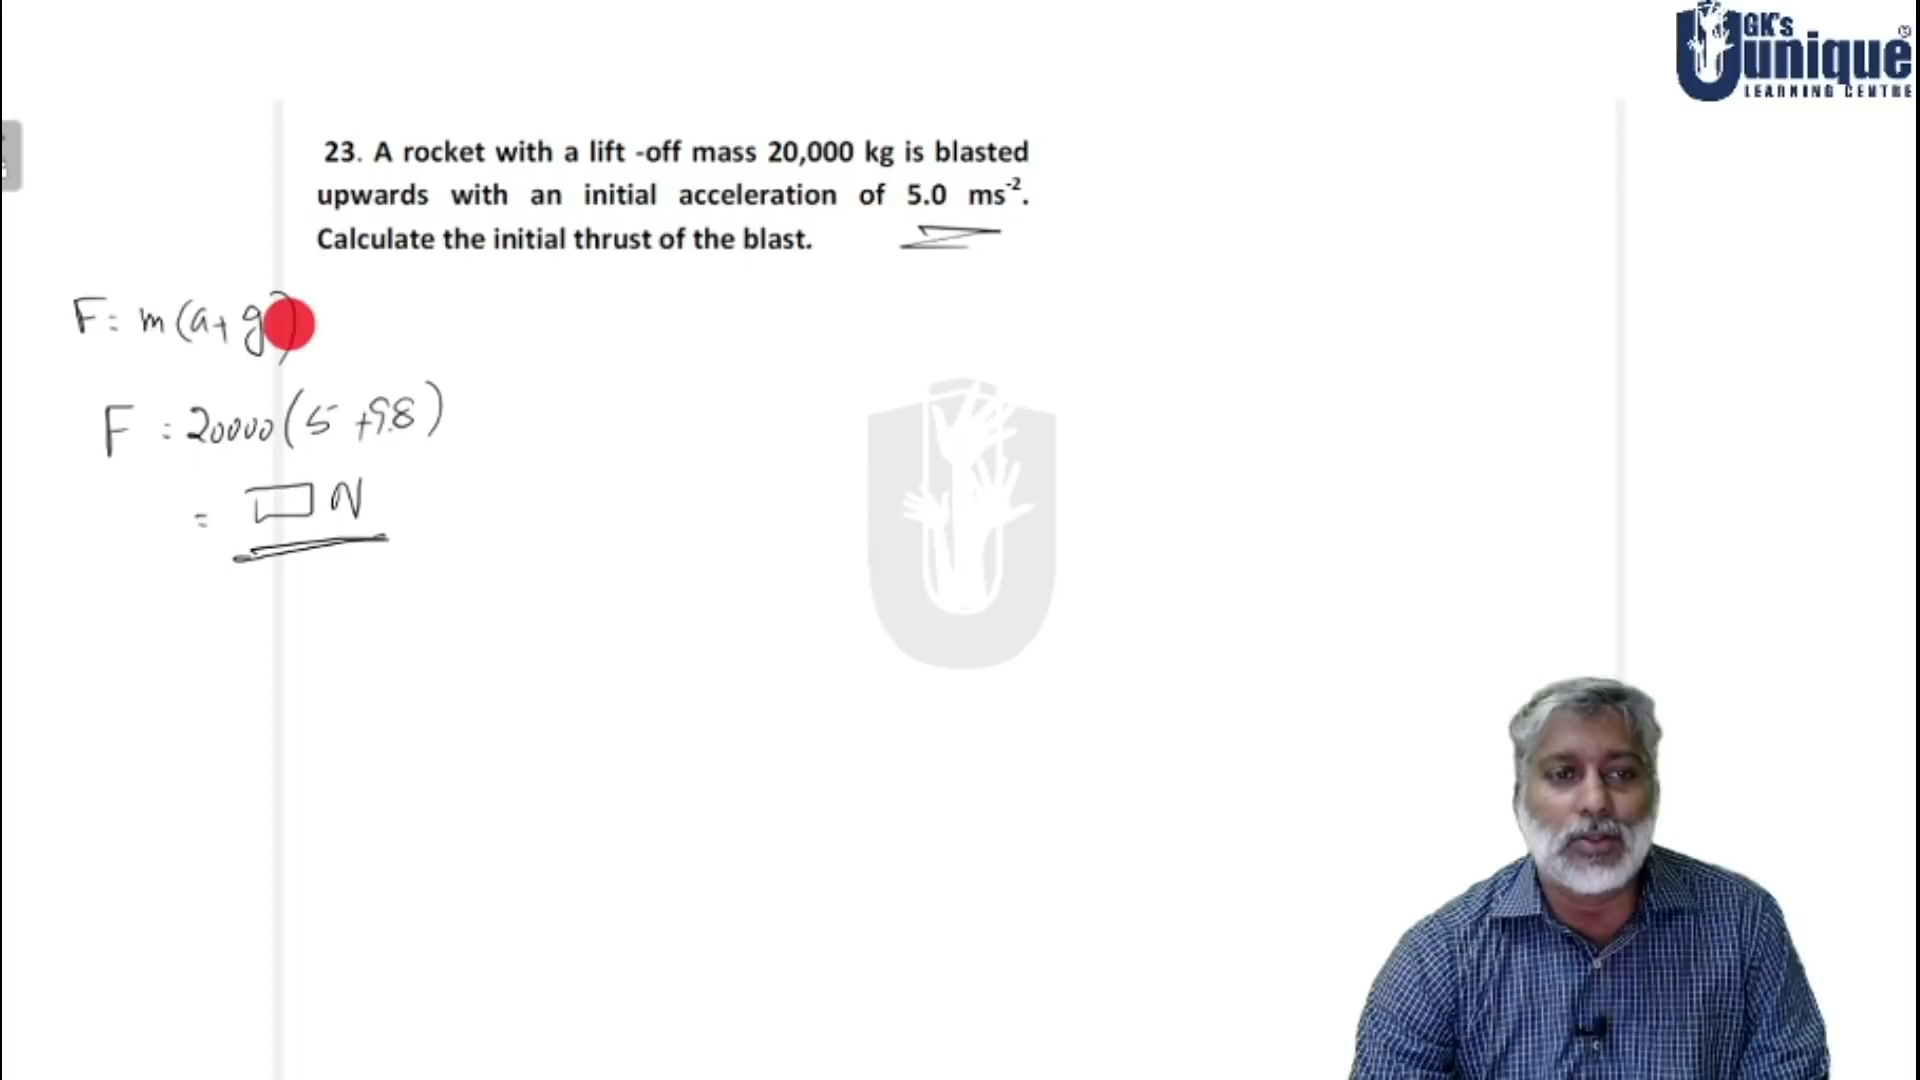 GK's
unique
LEARNING CENTRE
23. A rocket with a lift -off mass 20,000 kg is blasted
upwards with an initial acceleration of 5.0 ms⁻².
Calculate the initial thrust of the blast.
F = m(a+g)
F = 20000(5 +9.8)
= □ N